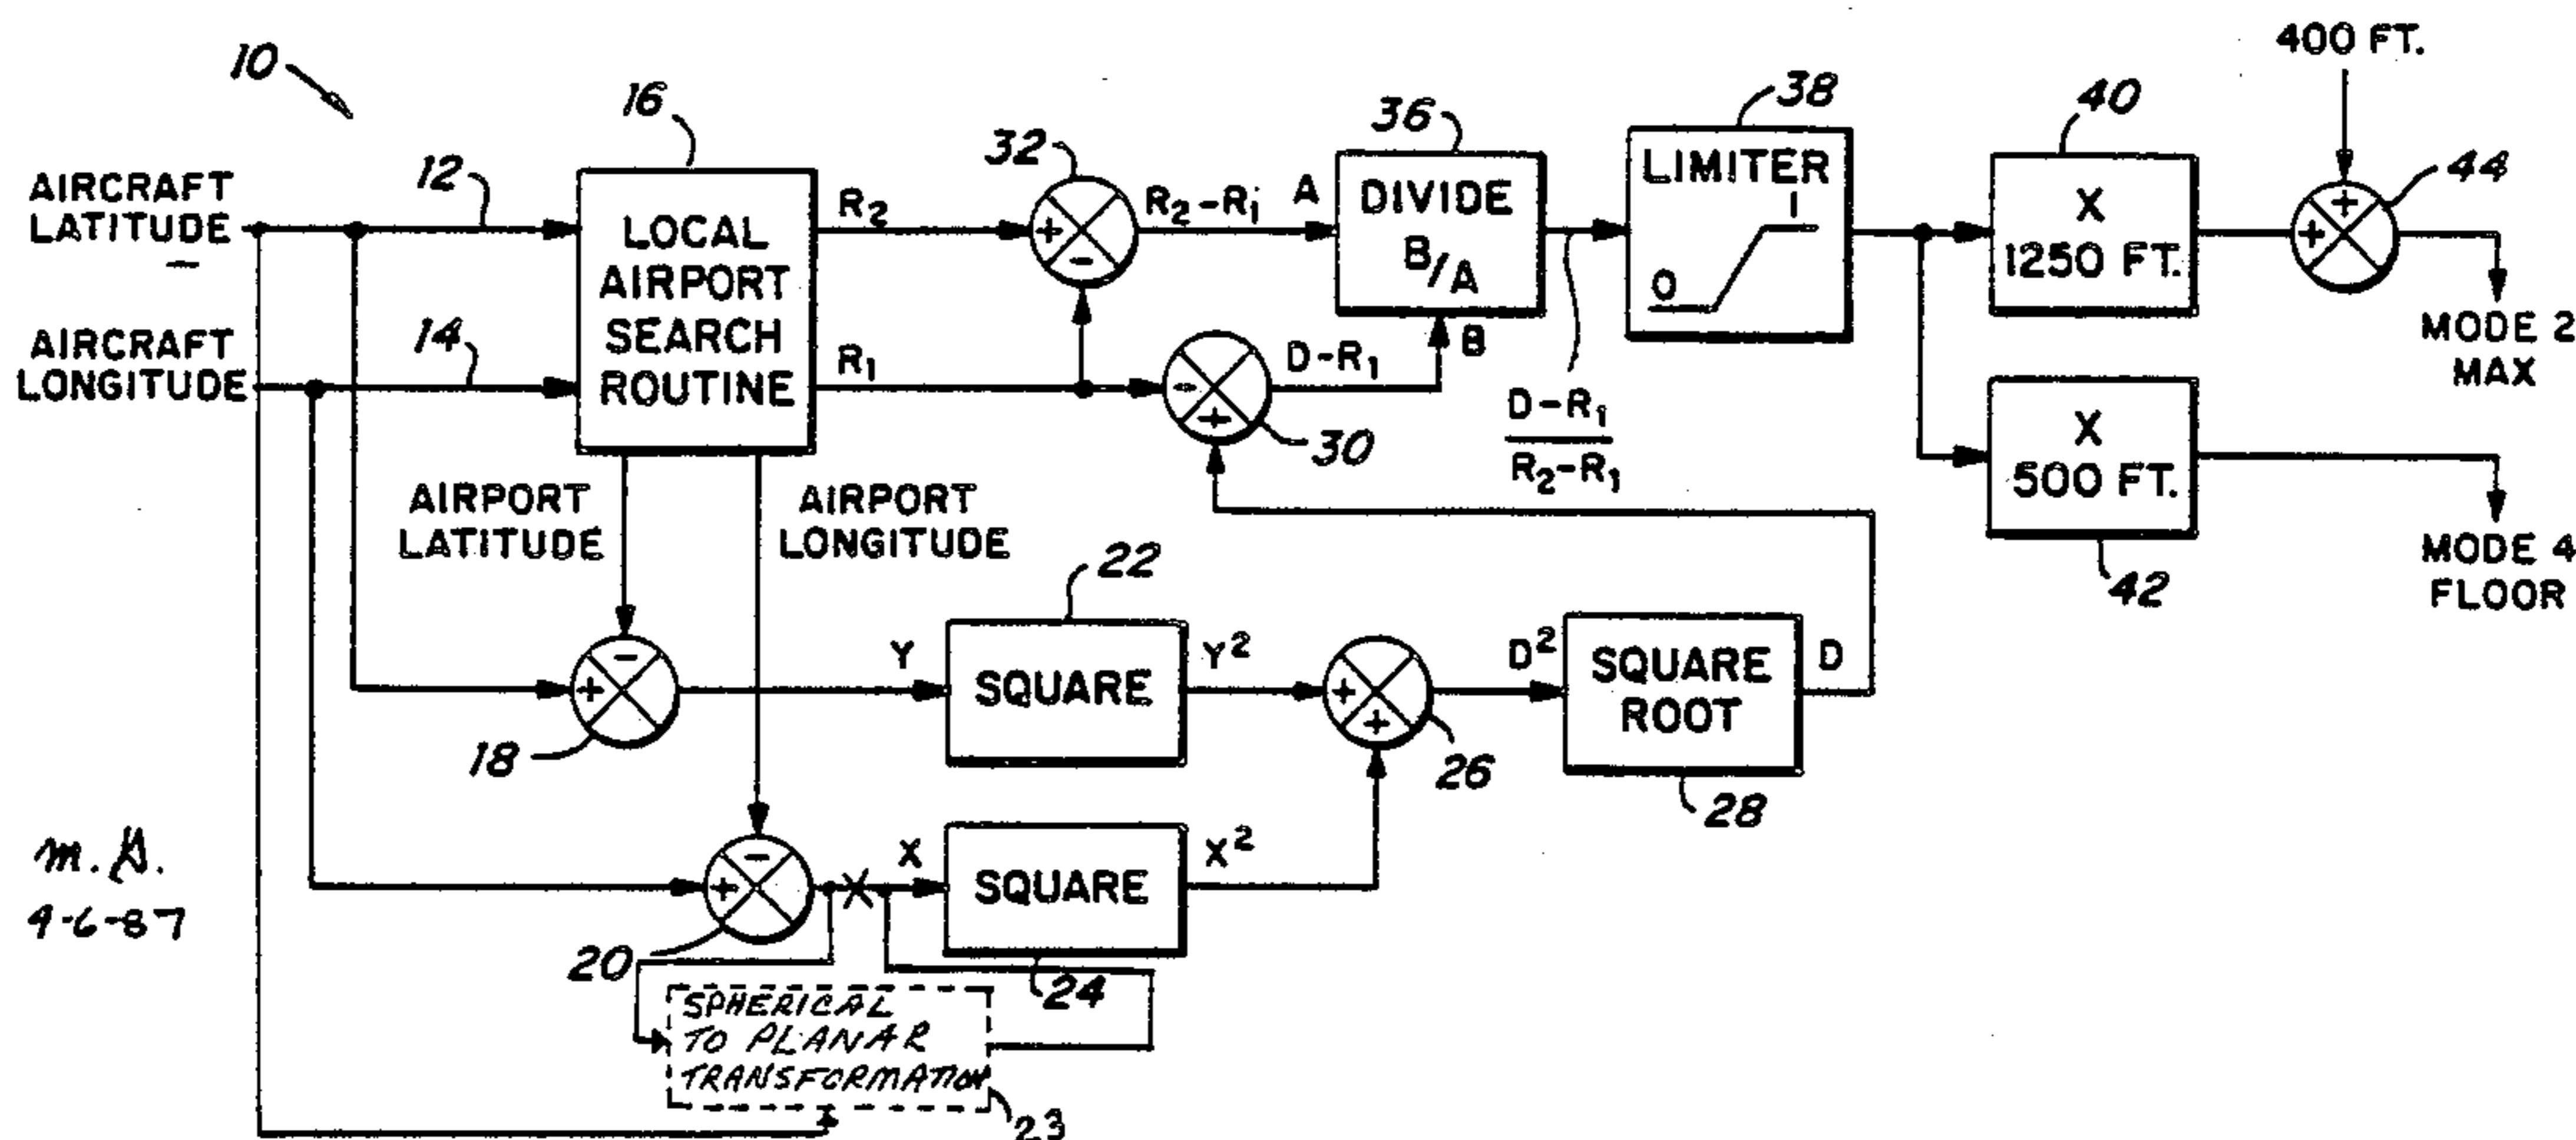 10
400 FT.
16
32
36
38
40
44
AIRCRAFT
LATITUDE
12
LOCAL
AIRPORT
SEARCH
ROUTINE
R2
+
-
R2-R1
A
DIVIDE
B/A
LIMITER
0
1
X
1250 FT.
+
+
MODE 2
MAX
AIRCRAFT
LONGITUDE
14
R1
-
+
D-R1
B
30
D-R1
R2-R1
X
500 FT.
42
MODE 4
FLOOR
AIRPORT
LATITUDE
AIRPORT
LONGITUDE
22
-
+
18
Y
SQUARE
Y2
+
+
26
D2
SQUARE
ROOT
D
28
m.
4-6-87
-
+
20
X
SQUARE
X2
24
SPHERICAL
TO PLANAR
TRANSFORMATION
23